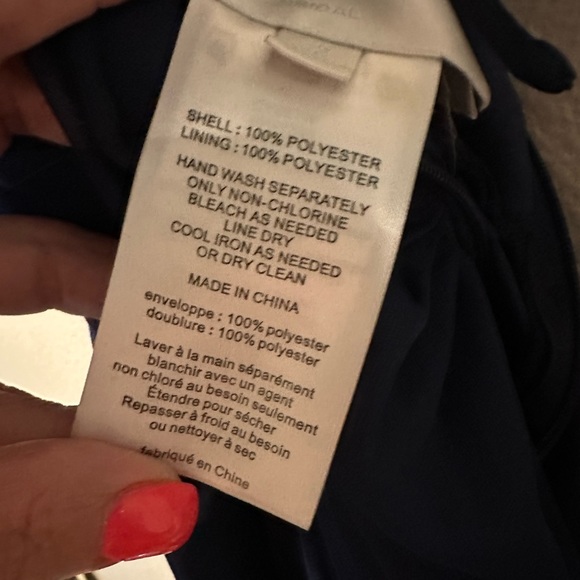 SHELL : 100% POLYESTER
LINING : 100% POLYESTER
HAND WASH SEPARATELY
ONLY NON-CHLORINE
BLEACH AS NEEDED
LINE DRY
COOL IRON AS NEEDED
OR DRY CLEAN
MADE IN CHINA
enveloppe : 100% polyester
doublure : 100% polyester
Laver à la main séparément
blanchir avec un agent
non chloré au besoin seulement
Étendre pour sécher
Repasser à froid au besoin
ou nettoyer à sec
fabriqué en Chine